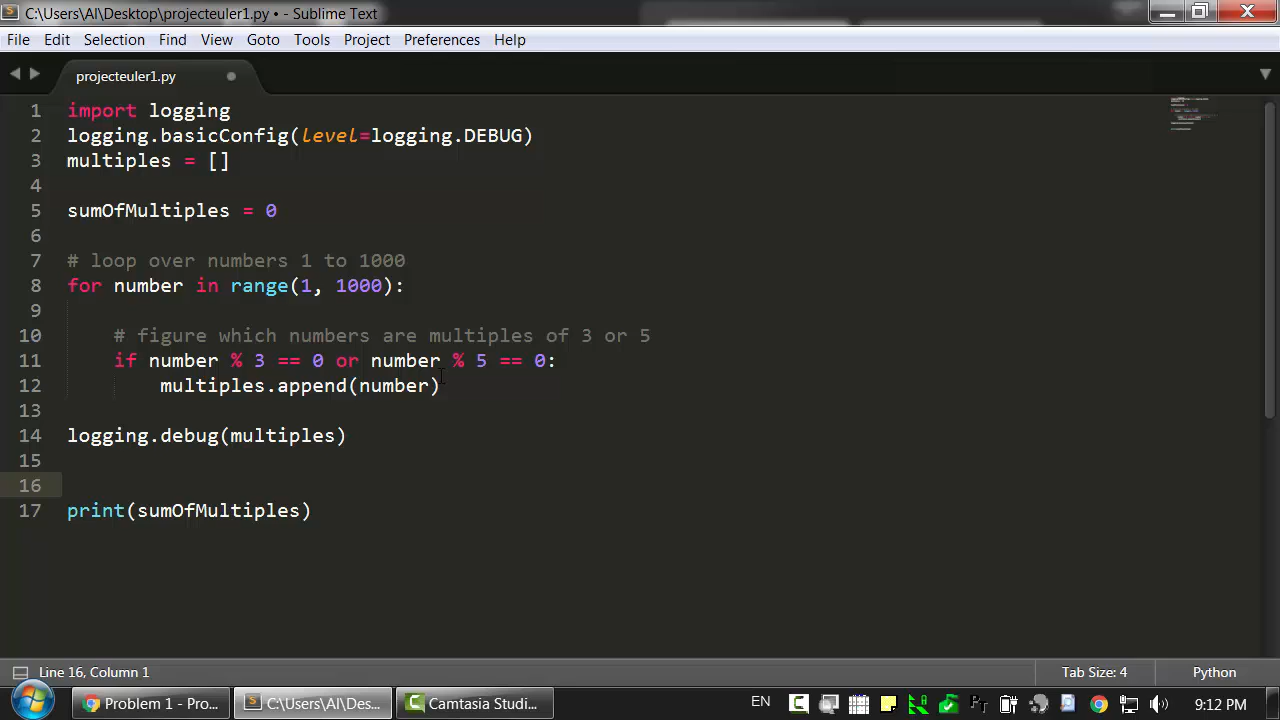 C:\Users\Al\Desktop\projecteuler1.py • - Sublime Text
File Edit Selection Find View Goto Tools Project Preferences Help
projecteuler1.py
1 import logging
2 logging.basicConfig(level=logging.DEBUG)
3 multiples = []
4
5 sumOfMultiples = 0
6
7 # loop over numbers 1 to 1000
8 for number in range(1, 1000):
9
10 # figure which numbers are multiples of 3 or 5
11 if number % 3 == 0 or number % 5 == 0:
12 multiples.append(number)
13
14 logging.debug(multiples)
15
16
17 print(sumOfMultiples)
Line 16, Column 1 Tab Size: 4 Python
Problem 1 - Pro... C:\Users\Al\Des... Camtasia Studi... EN 9:12 PM